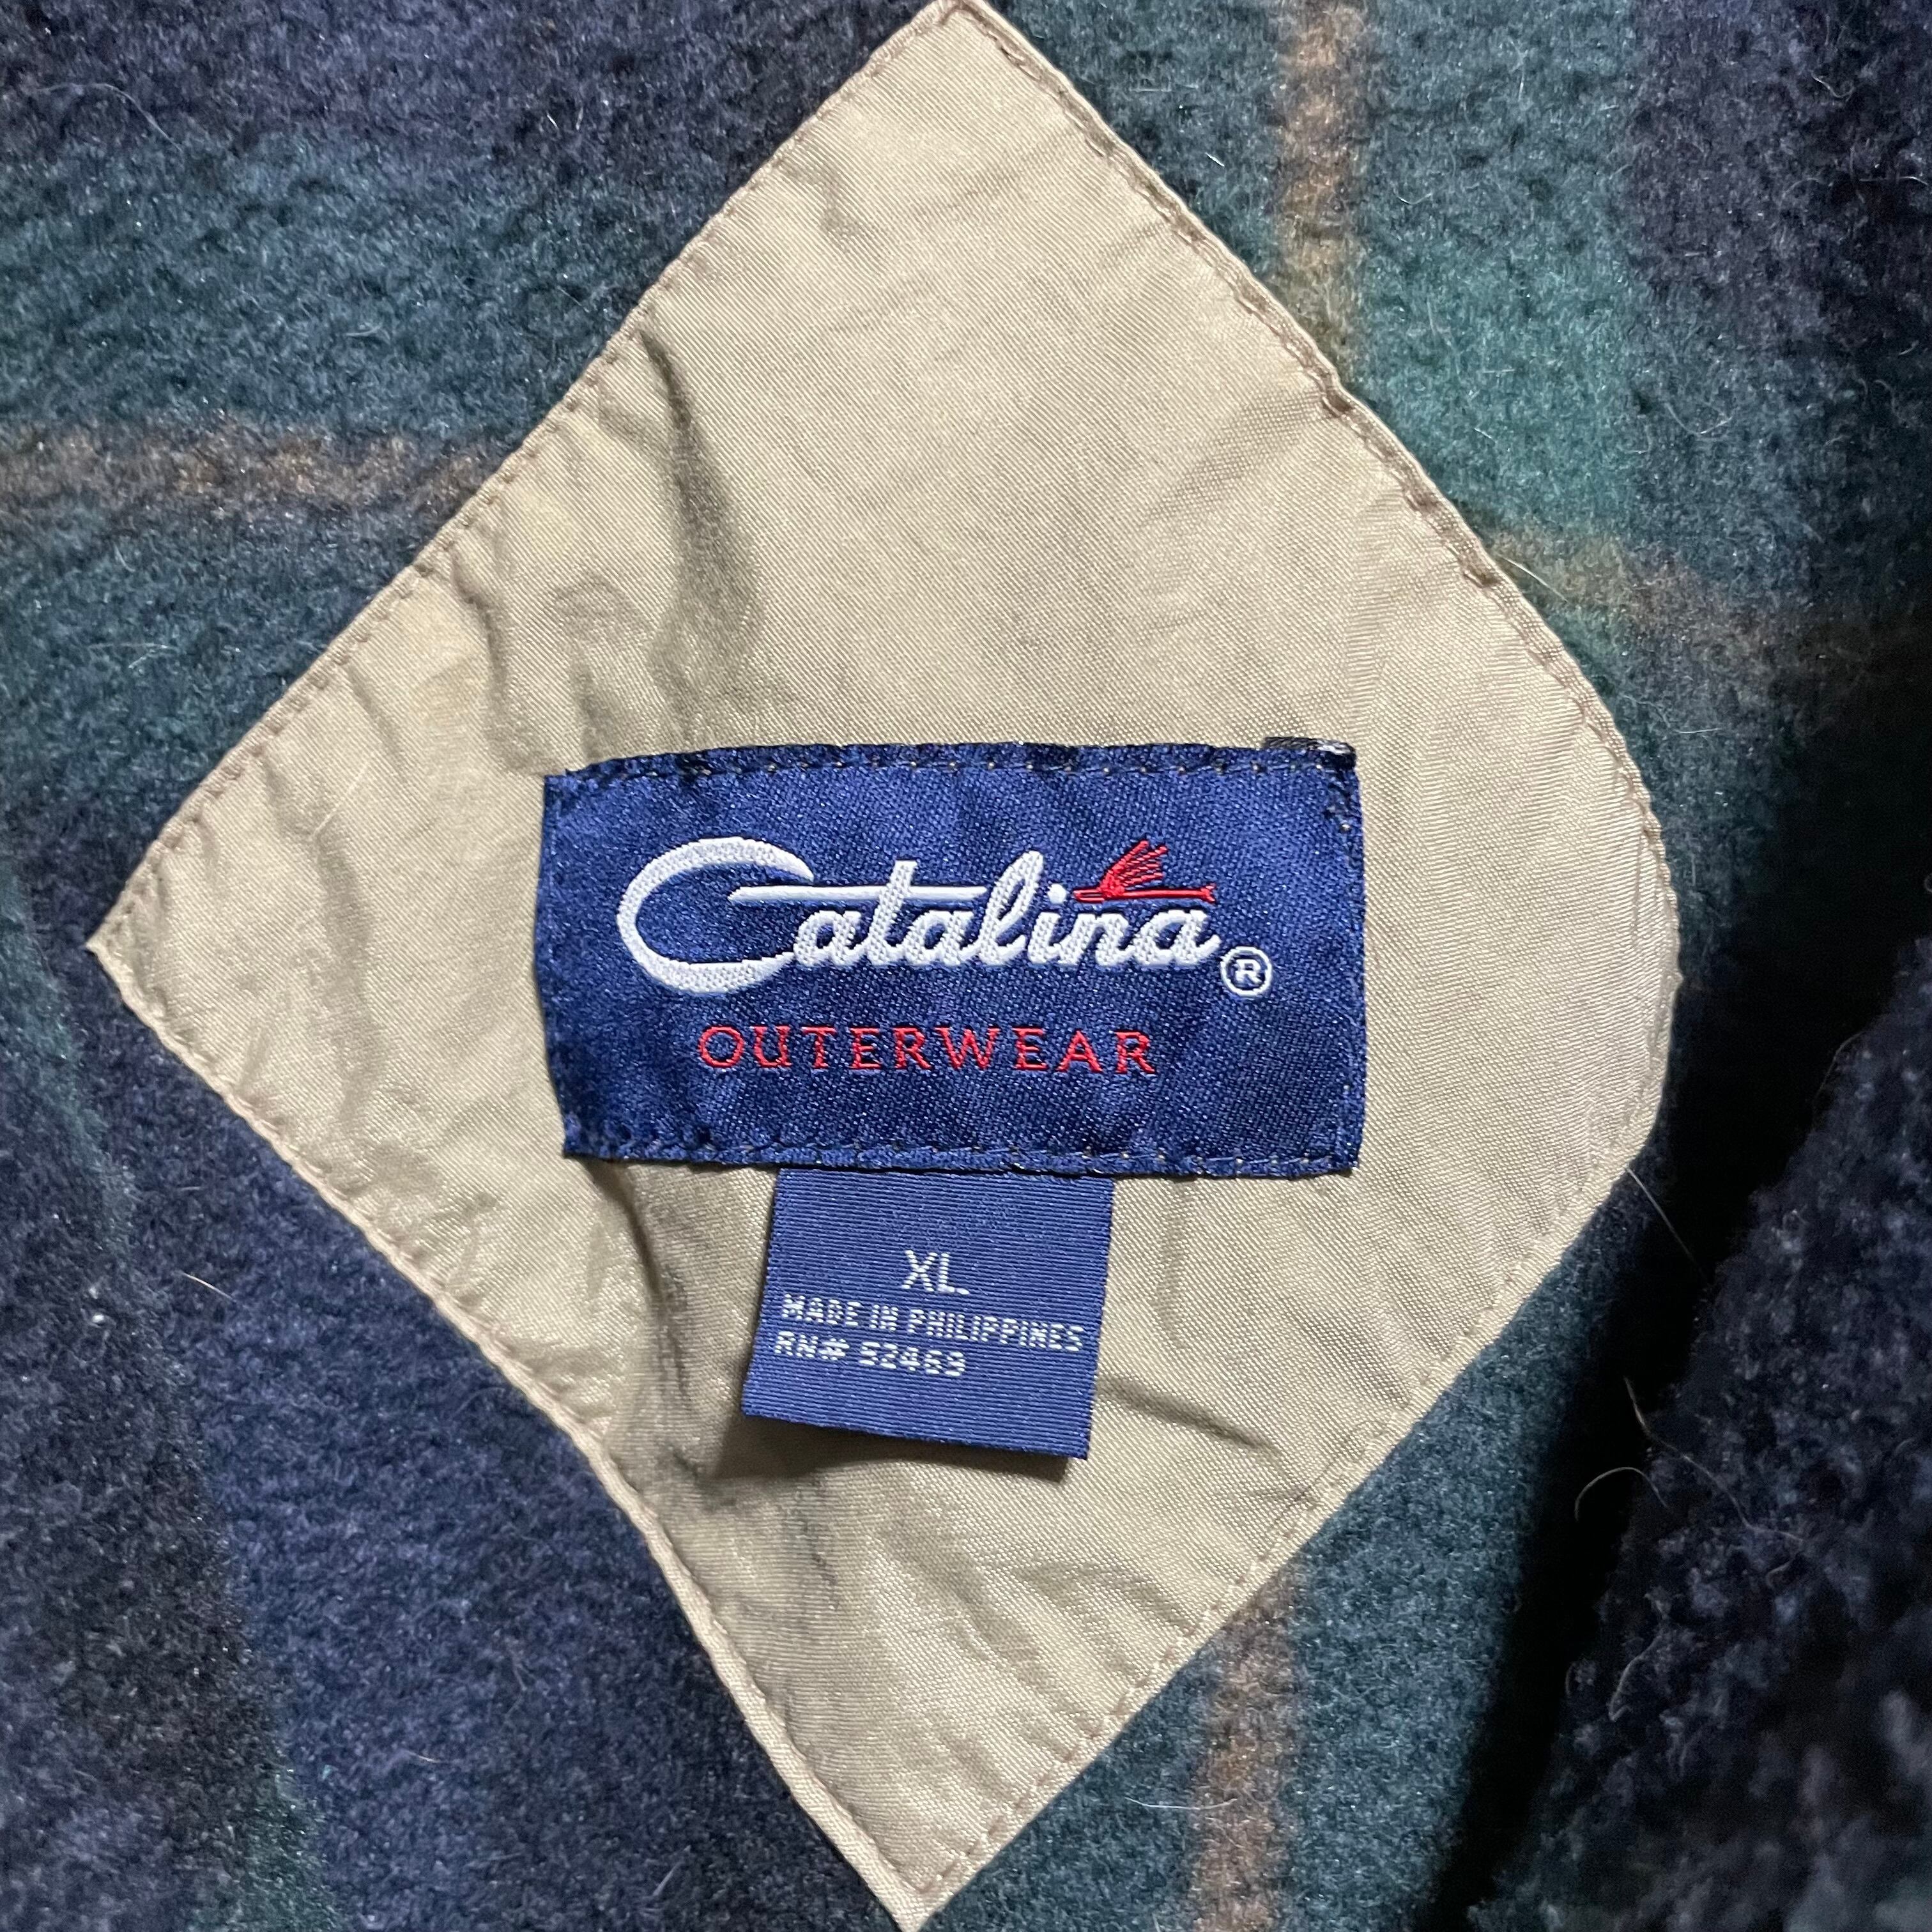 Catalina®
OUTERWEAR
XL
MADE IN PHILIPPINES
RN# 52469